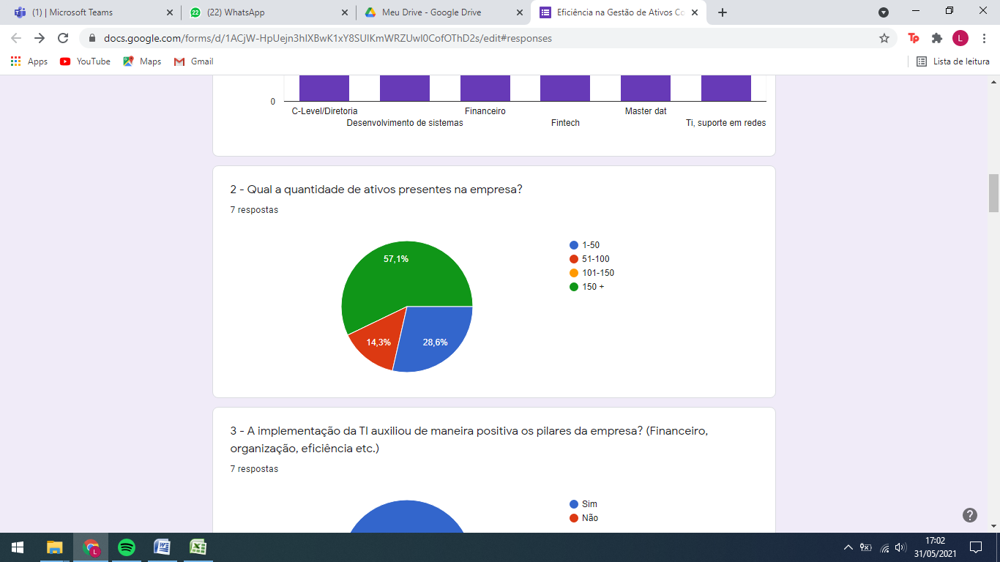 (1) | Microsoft Teams
22
(22) WhatsApp
Meu Drive - Google Drive
Eficiência na Gestão de Ativos Co
docs.google.com/forms/d/1ACjW-HpUejn3hIXBwK1xY8SUlKmWRZUwI0CofOThD2s/edit#responses
Tp
L
Apps
YouTube
Maps
Gmail
Lista de leitura
0
C-Level/Diretoria
Financeiro
Master dat
Desenvolvimento de sistemas
Fintech
Ti, suporte em redes
2 - Qual a quantidade de ativos presentes na empresa?
7 respostas
57,1%
14,3%
28,6%
1-50
51-100
101-150
150 +
3 - A implementação da TI auxiliou de maneira positiva os pilares da empresa? (Financeiro,
organização, eficiência etc.)
7 respostas
Sim
Não
L
17:02
31/05/2021